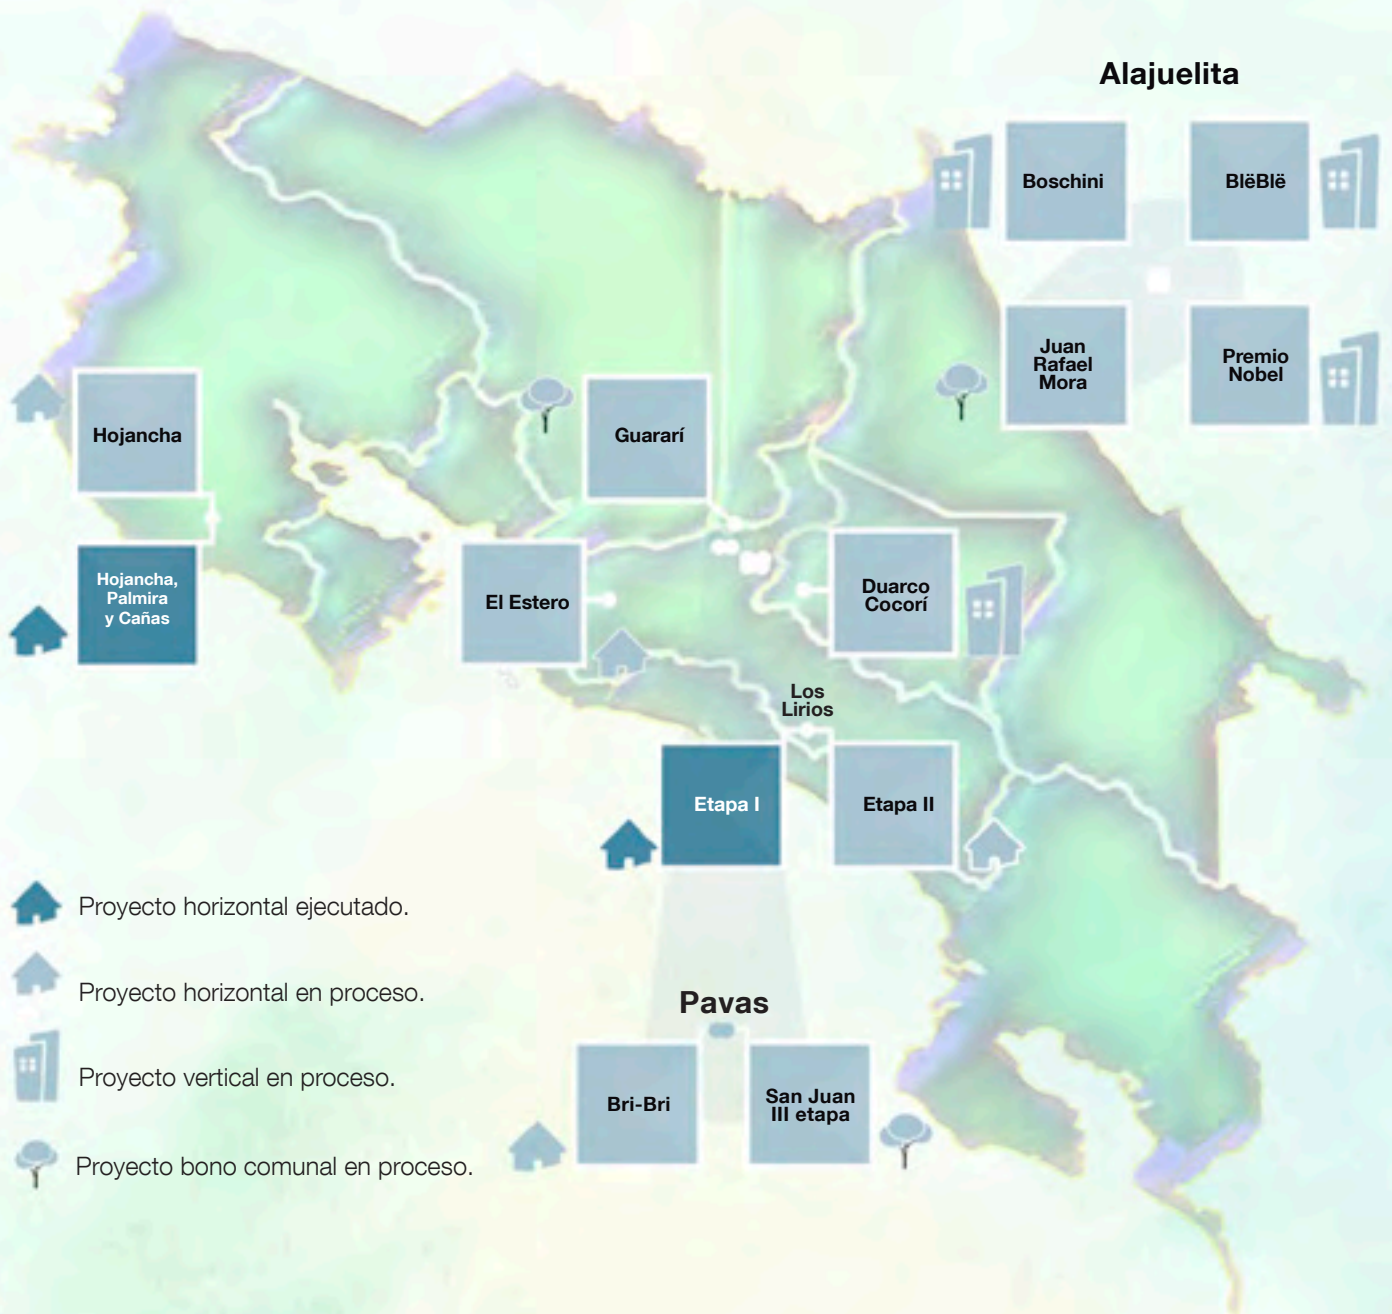 Alajuelita
Boschini
BlëBlë
Juan
Rafael
Mora
Premio
Nobel
Hojancha
Guararí
Hojancha,
Palmira
y Cañas
El Estero
Duarco
Cocorí
Los
Lirios
Etapa I
Etapa II
Proyecto horizontal ejecutado.
Proyecto horizontal en proceso.
Proyecto vertical en proceso.
Proyecto bono comunal en proceso.
Pavas
Bri-Bri
San Juan
III etapa